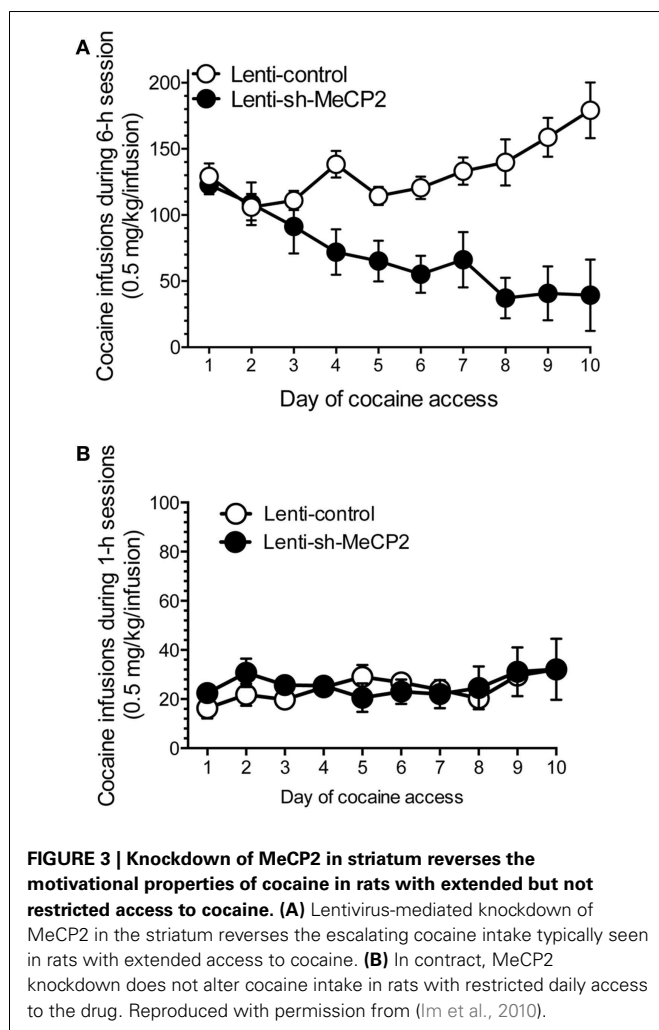 A
Lenti-control
Lenti-sh-MeCP2
Cocaine infusions during 6-h session
(0.5 mg/kg/infusion)
200
150
100
50
0
1 2 3 4 5 6 7 8 9 10
Day of cocaine access
B
Lenti-control
Lenti-sh-MeCP2
Cocaine infusions during 1-h sessions
(0.5 mg/kg/infusion)
100
80
60
40
20
0
1 2 3 4 5 6 7 8 9 10
Day of cocaine access
FIGURE 3 | Knockdown of MeCP2 in striatum reverses the
motivational properties of cocaine in rats with extended but not
restricted access to cocaine. (A) Lentivirus-mediated knockdown of
MeCP2 in the striatum reverses the escalating cocaine intake typically seen
in rats with extended access to cocaine. (B) In contract, MeCP2
knockdown does not alter cocaine intake in rats with restricted daily access
to the drug. Reproduced with permission from (Im et al., 2010).